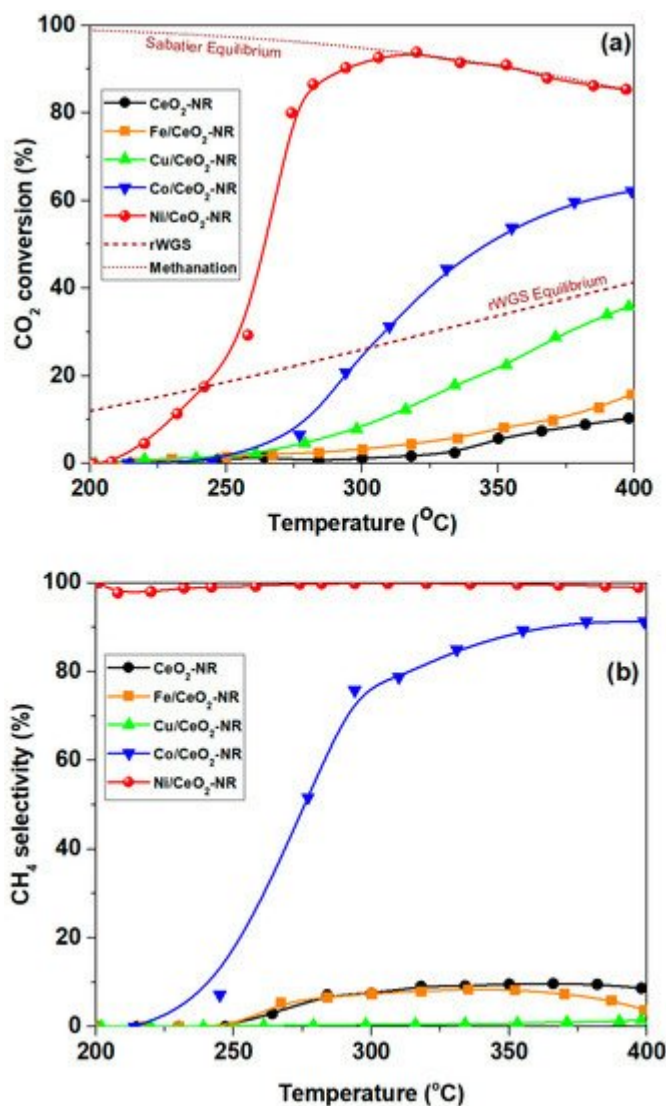 (a)
Sabatier Equilibrium
CeO₂-NR
Fe/CeO₂-NR
Cu/CeO₂-NR
Co/CeO₂-NR
Ni/CeO₂-NR
rWGS
Methanation
rWGS Equilibrium
CO₂ conversion (%)
100
80
60
40
20
0
200 250 300 350 400
Temperature (°C)
(b)
CeO₂-NR
Fe/CeO₂-NR
Cu/CeO₂-NR
Co/CeO₂-NR
Ni/CeO₂-NR
CH₄ selectivity (%)
100
80
60
40
20
0
200 250 300 350 400
Temperature (°C)